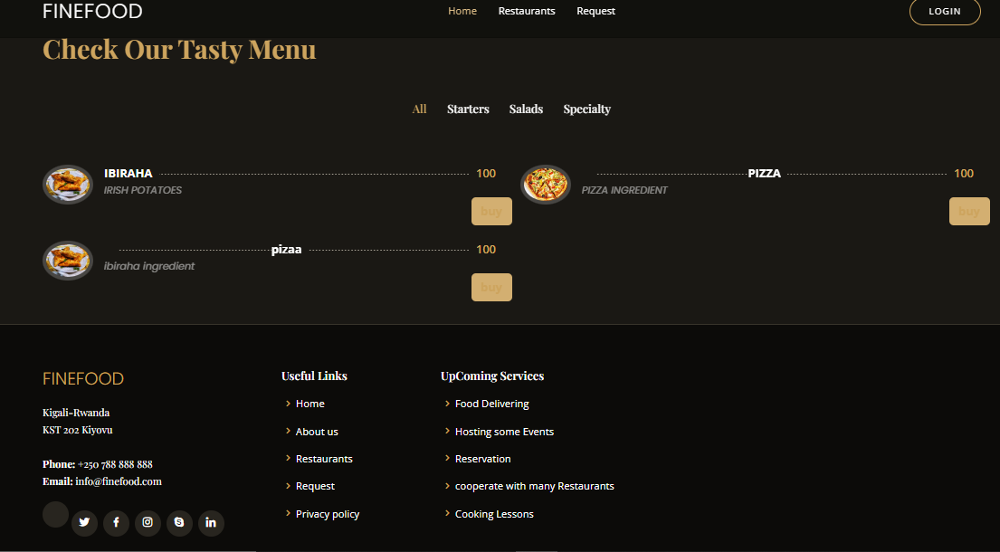 FINEFOOD Home Restaurants Request LOGIN
Check Our Tasty Menu
All Starters Salads Specialty
IBIRAHA 100 PIZZA 100
IRISH POTATOES PIZZA INGREDIENT
buy buy
pizaa 100
ibiraha ingredient
buy
FINEFOOD Useful Links UpComing Services
Home Food Delivering
Kigali-Rwanda
KST 202 Kiyovu About us Hosting some Events
Phone: +250 788 888 888 Restaurants Reservation
Email: info@finefood.com Request cooperate with many Restaurants
Privacy policy Cooking Lessons